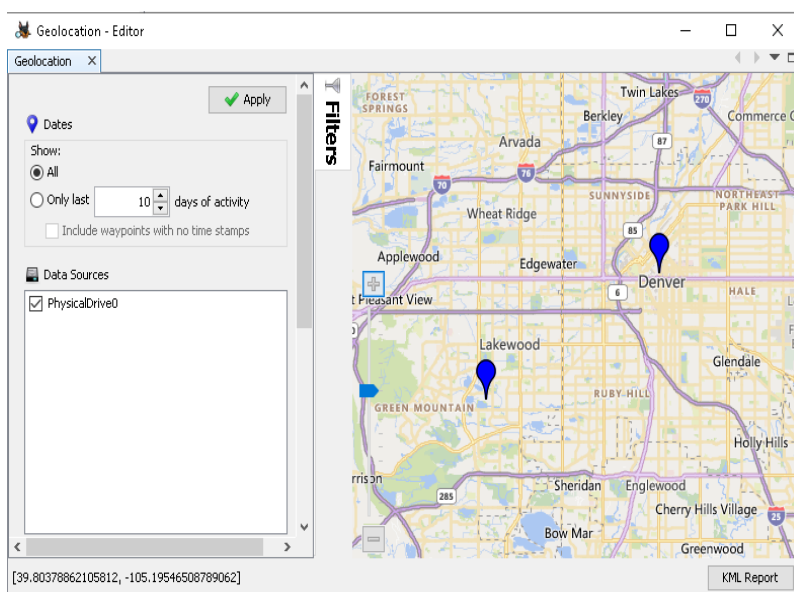 Geolocation - Editor
Geolocation X
Apply
Dates
Show:
All
Only last 10 days of activity
Include waypoints with no time stamps
Data Sources
PhysicalDrive0
Filters
FOREST
SPRINGS
Twin Lakes
270
Berkley
Commerce
Arvada
87
Fairmount
76
70
SUNNYSIDE
NORTHEAST
PARK HILL
Wheat Ridge
85
Applewood
Edgewater
Denver
6
HALE
t Pleasant View
Lakewood
Glendale
GREEN MOUNTAIN
RUBY HILL
Holly Hills
rrison
285
Sheridan
Englewood
Cherry Hills Village
25
Bow Mar
Greenwood
[39.80378862105812, -105.19546508789062]
KML Report